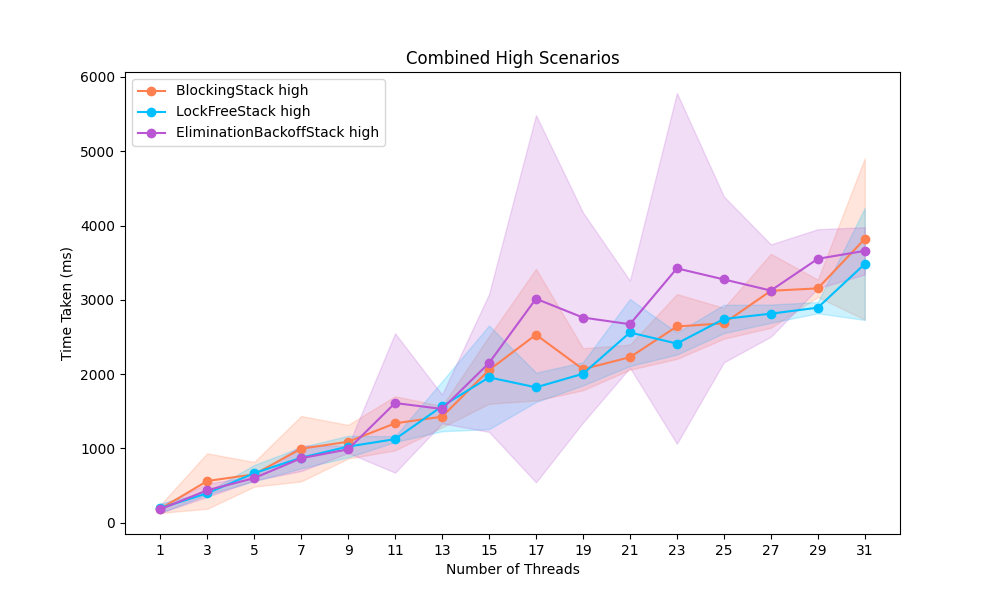 Combined High Scenarios
BlockingStack high
LockFreeStack high
EliminationBackoffStack high
Time Taken (ms)
6000
5000
4000
3000
2000
1000
0
1 3 5 7 9 11 13 15 17 19 21 23 25 27 29 31
Number of Threads